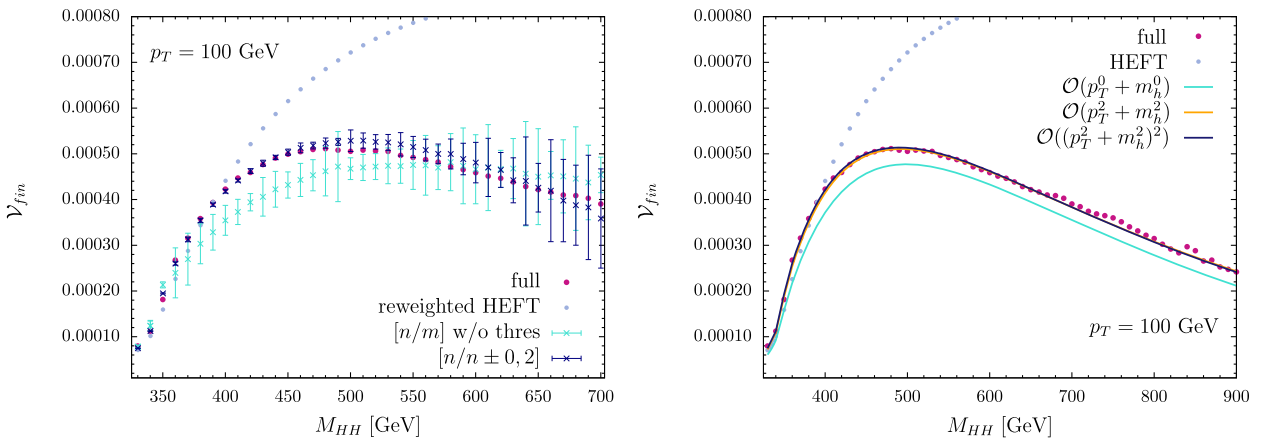 0.00080
0.00070
0.00060
0.00050
0.00040
0.00030
0.00020
0.00010
𝒱_{fin}
p_T = 100 GeV
full
reweighted HEFT
[n/m] w/o thres
[n/n ± 0, 2]
350 400 450 500 550 600 650 700
M_{HH} [GeV]
0.00080
0.00070
0.00060
0.00050
0.00040
0.00030
0.00020
0.00010
𝒱_{fin}
full
HEFT
𝒪(p_T^0 + m_h^0)
𝒪(p_T^2 + m_h^2)
𝒪((p_T^2 + m_h^2)^2)
p_T = 100 GeV
400 500 600 700 800 900
M_{HH} [GeV]